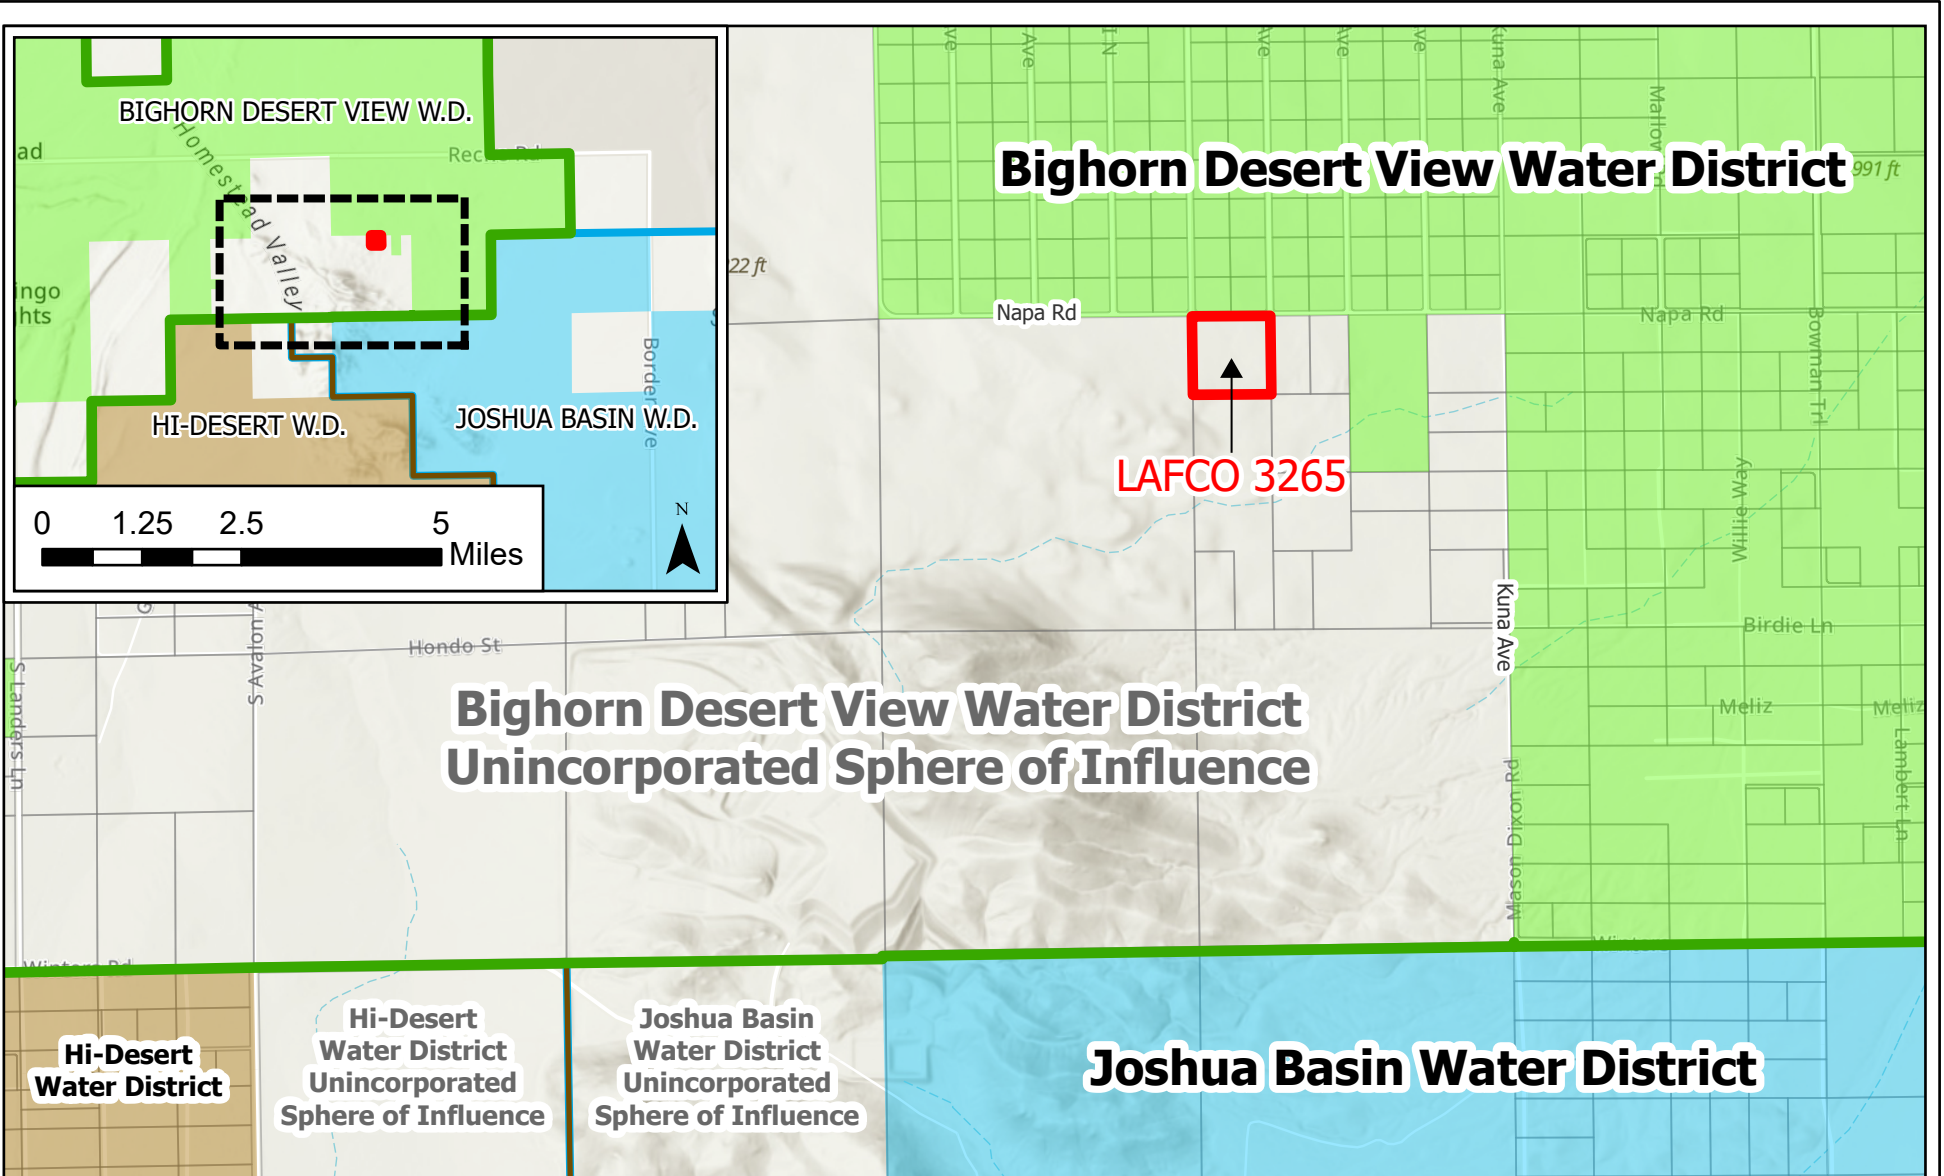 BIGHORN DESERT VIEW W.D.
ad
Homestead Valley
ingo
hts
HI-DESERT W.D.
JOSHUA BASIN W.D.
0 1.25 2.5 5
Miles
N
Ave
I N
Kuna Ave
Bighorn Desert View Water District
991 ft
22 ft
Napa Rd
Napa Rd
Bowman Trl
LAFCO 3265
Willie Way
Kuna Ave
Birdie Ln
Hondo St
S Avalon A
S Landers Ln
Bighorn Desert View Water District
Unincorporated Sphere of Influence
Meliz
Meliz
Lambert Ln
Mason Dixon Rd
Hi-Desert
Water District
Hi-Desert
Water District
Unincorporated
Sphere of Influence
Joshua Basin
Water District
Unincorporated
Sphere of Influence
Joshua Basin Water District